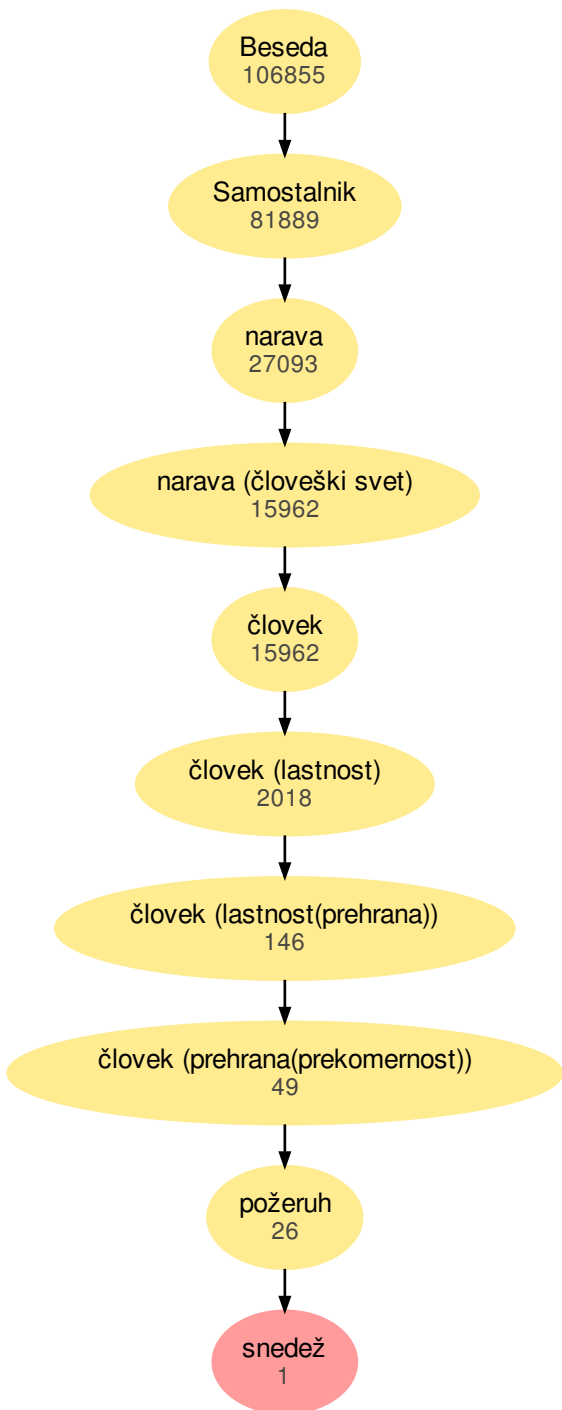 Beseda
106855
Samostalnik
81889
narava
27093
narava (človeški svet)
15962
človek
15962
človek (lastnost)
2018
človek (lastnost(prehrana))
146
človek (prehrana(prekomernost))
49
požeruh
26
snedež
1